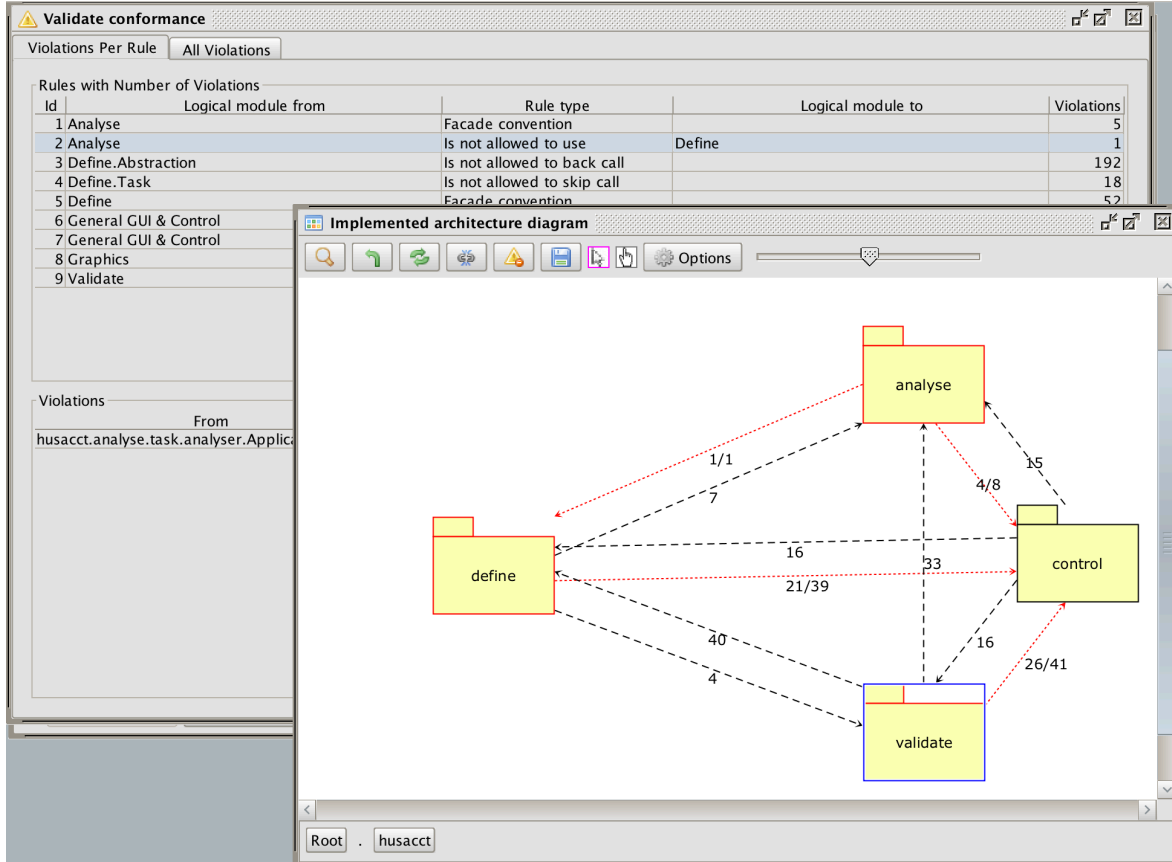 Validate conformance
Violations Per Rule All Violations
Rules with Number of Violations
Id Logical module from Rule type Logical module to Violations
1 Analyse Facade convention 5
2 Analyse Is not allowed to use Define 1
3 Define.Abstraction Is not allowed to back call 192
4 Define.Task Is not allowed to skip call 18
5 Define Facade convention 52
6 General GUI & Control
7 General GUI & Control
8 Graphics
9 Validate
Violations
From
husacct.analyse.task.analyser.Applica
Implemented architecture diagram
Options
analyse
1/1
15
7
4/8
16
33
control
define
21/39
40
16
26/41
4
validate
Root . husacct